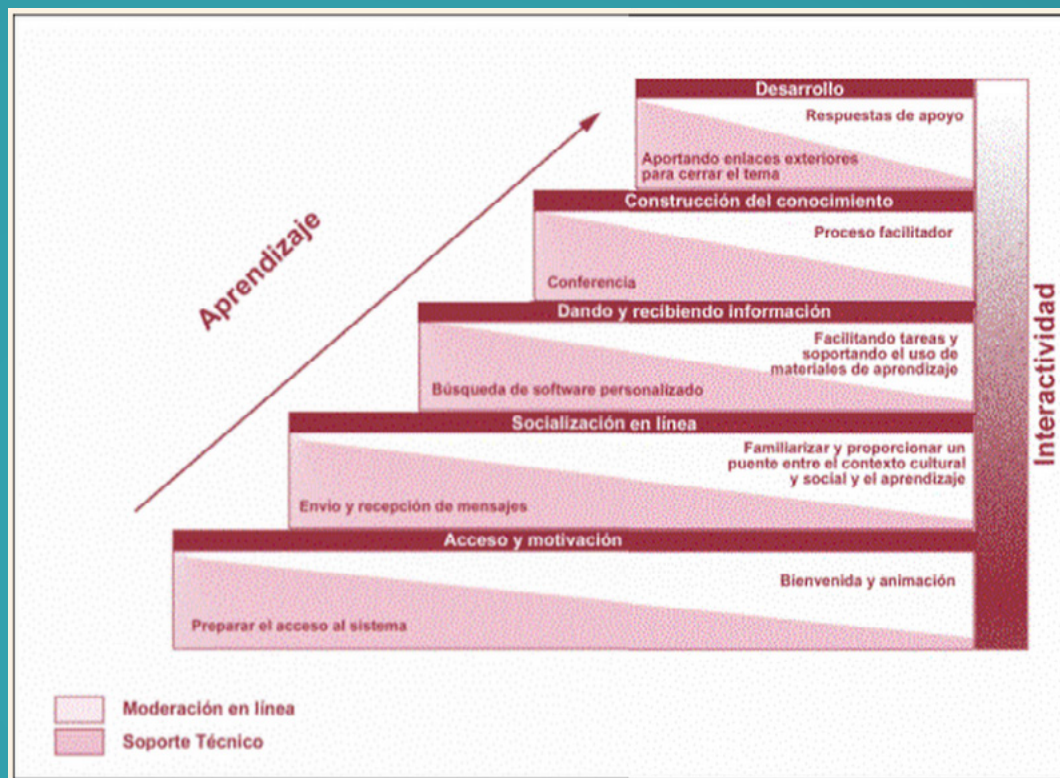 Desarrollo
Respuestas de apoyo
Aportando enlaces exteriores
para cerrar el tema
Construcción del conocimiento
Proceso facilitador
Conferencia
Dando y recibiendo información
Facilitando tareas y
soportando el uso de
materiales de aprendizaje
Búsqueda de software personalizado
Socialización en línea
Familiarizar y proporcionar un
puente entre el contexto cultural
y social y el aprendizaje
Envio y recepción de mensajes
Acceso y motivación
Bienvenida y animación
Preparar el acceso al sistema
Aprendizaje
Interactividad
Moderación en línea
Soporte Técnico